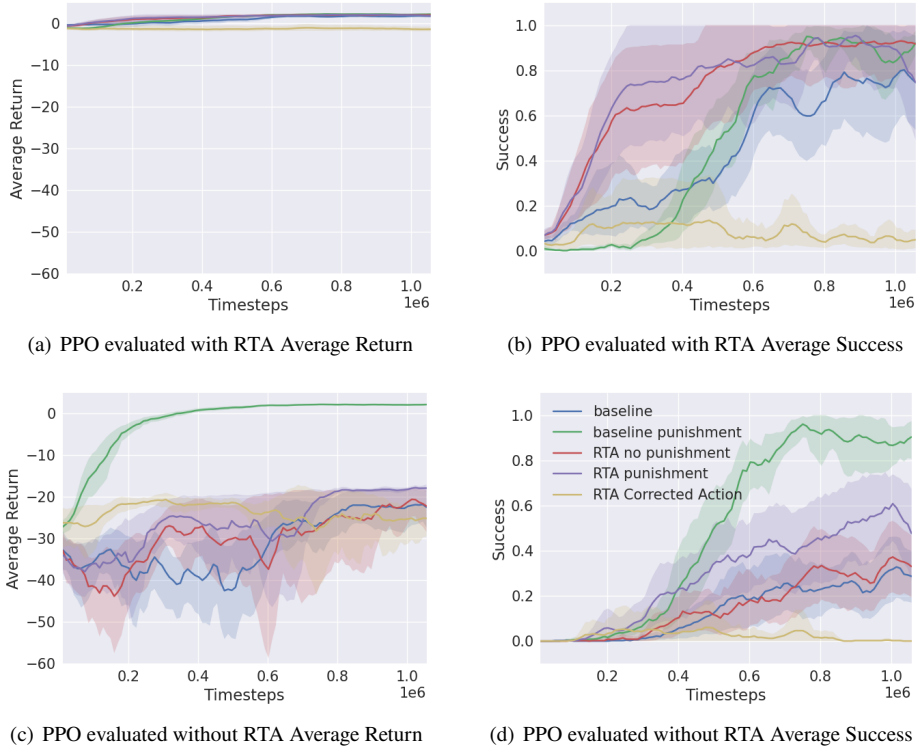 0
−10
−20
−30
−40
−50
−60
Average Return
0.2 0.4 0.6 0.8 1.0
1e6
Timesteps
(a) PPO evaluated with RTA Average Return
1.0
0.8
0.6
0.4
0.2
0.0
Success
0.2 0.4 0.6 0.8 1.0
1e6
Timesteps
(b) PPO evaluated with RTA Average Success
0
−10
−20
−30
−40
−50
−60
Average Return
0.2 0.4 0.6 0.8 1.0
1e6
Timesteps
(c) PPO evaluated without RTA Average Return
1.0
0.8
0.6
0.4
0.2
0.0
Success
baseline
baseline punishment
RTA no punishment
RTA punishment
RTA Corrected Action
0.2 0.4 0.6 0.8 1.0
1e6
Timesteps
(d) PPO evaluated without RTA Average Success